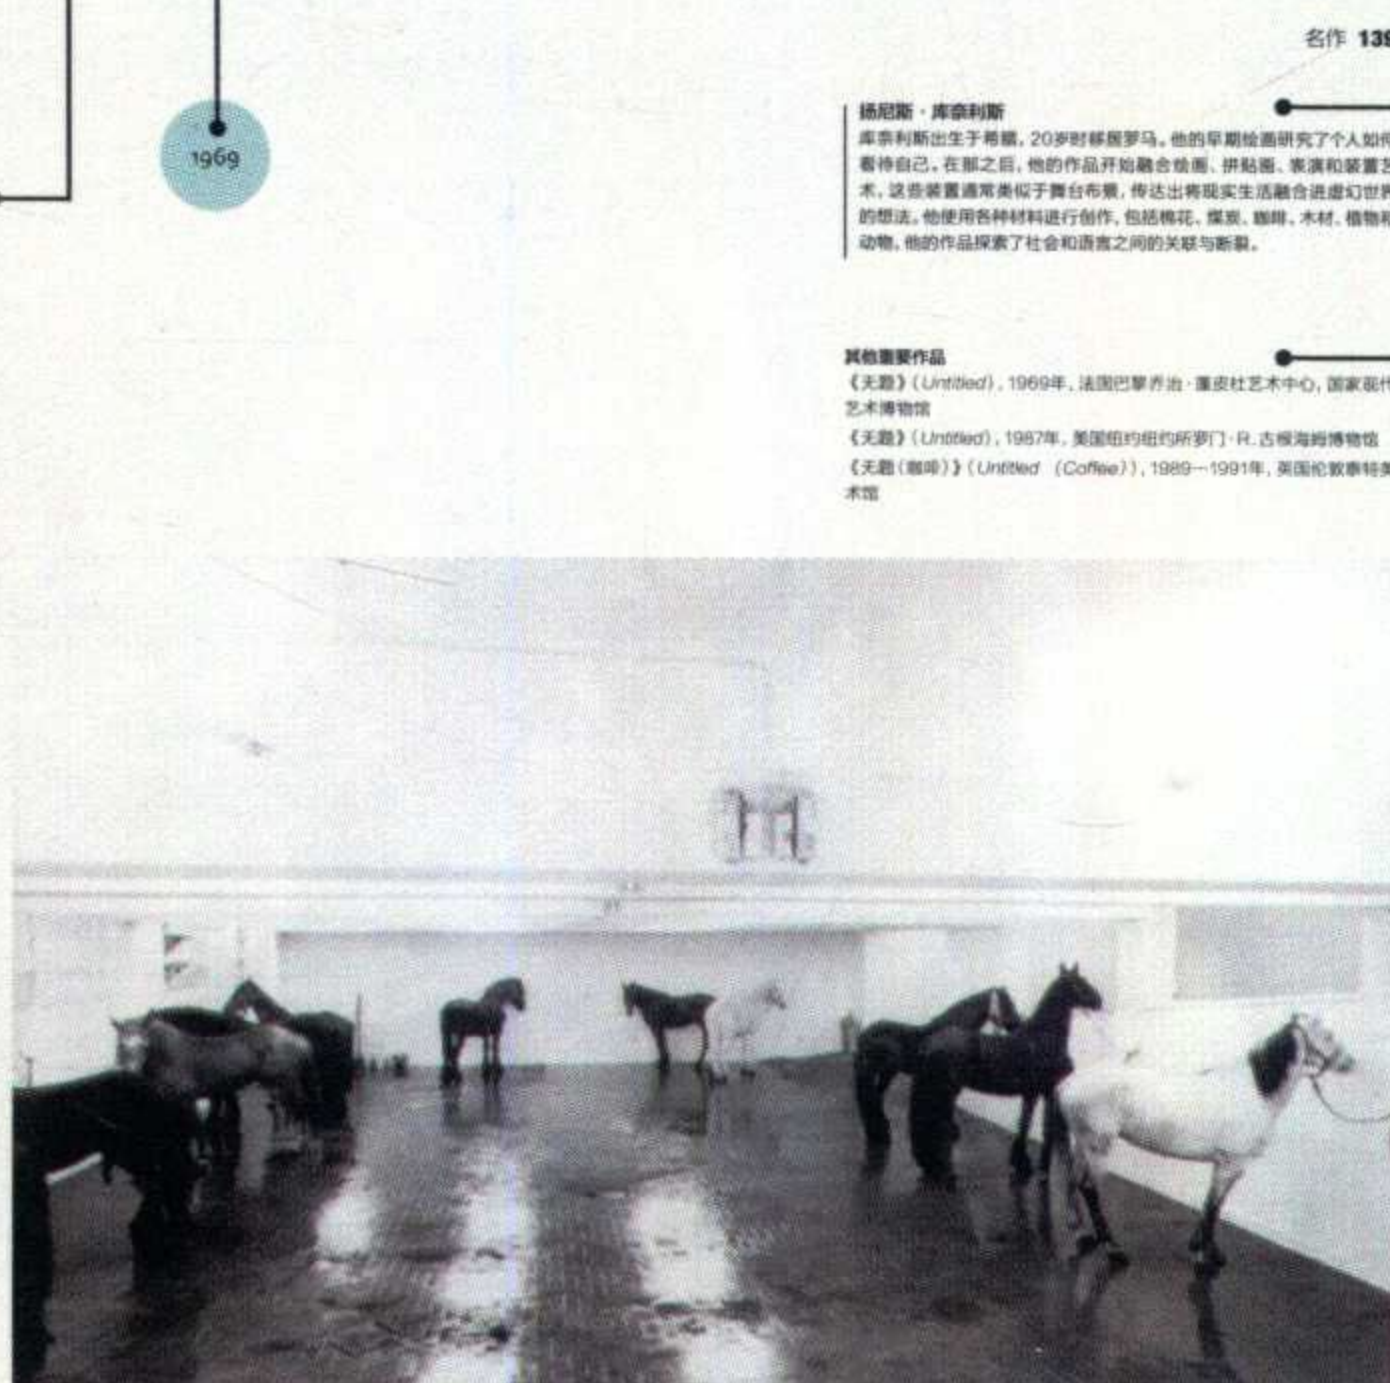 名作 139
1969
扬尼斯·库奈利斯
库奈利斯出生于希腊，20岁时移居罗马。他的早期绘画研究了个人如何
看待自己。在那之后，他的作品开始融合绘画、拼贴画、表演和装置艺
术，这些装置通常类似于舞台布景，传达出将现实生活融合进虚幻世界
的想法。他使用各种材料进行创作，包括棉花、煤炭、咖啡、木材、植物和
动物，他的作品探索了社会和语言之间的关联与断裂。
其他重要作品
《无题》（Untitled），1969年，法国巴黎乔治·蓬皮杜艺术中心，国家现代
艺术博物馆
《无题》（Untitled），1987年，美国纽约纽约所罗门·R.古根海姆博物馆
《无题（咖啡）》（Untitled （Coffee）），1989—1991年，英国伦敦泰特美
术馆